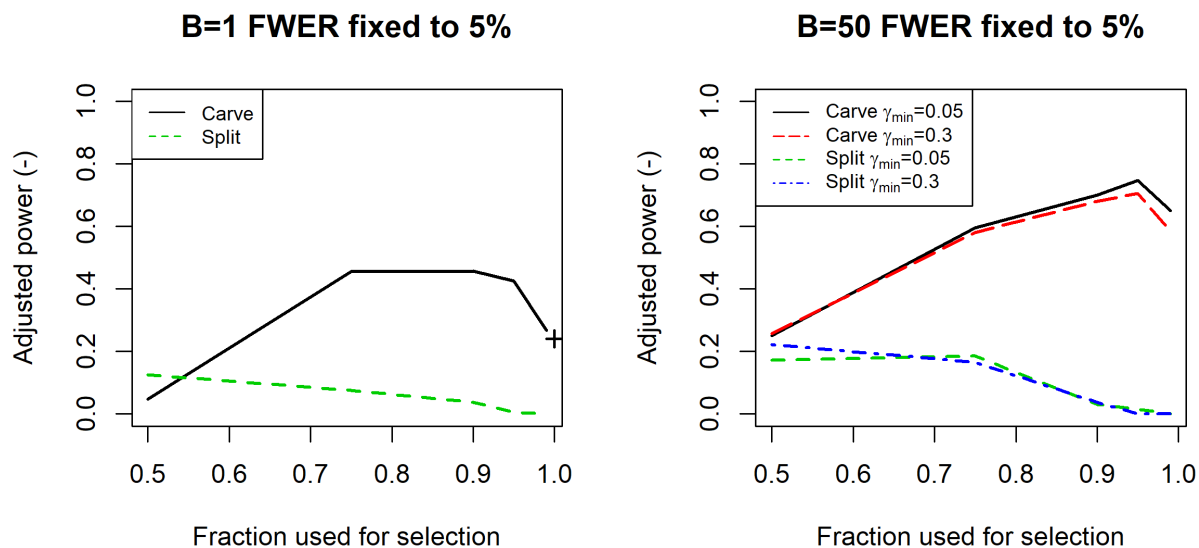 B=1 FWER fixed to 5%
Carve
Split
Adjusted power (-)
1.0
0.8
0.6
0.4
0.2
0.0
0.5 0.6 0.7 0.8 0.9 1.0
Fraction used for selection
B=50 FWER fixed to 5%
Carve γmin=0.05
Carve γmin=0.3
Split γmin=0.05
Split γmin=0.3
Adjusted power (-)
1.0
0.8
0.6
0.4
0.2
0.0
0.5 0.6 0.7 0.8 0.9 1.0
Fraction used for selection